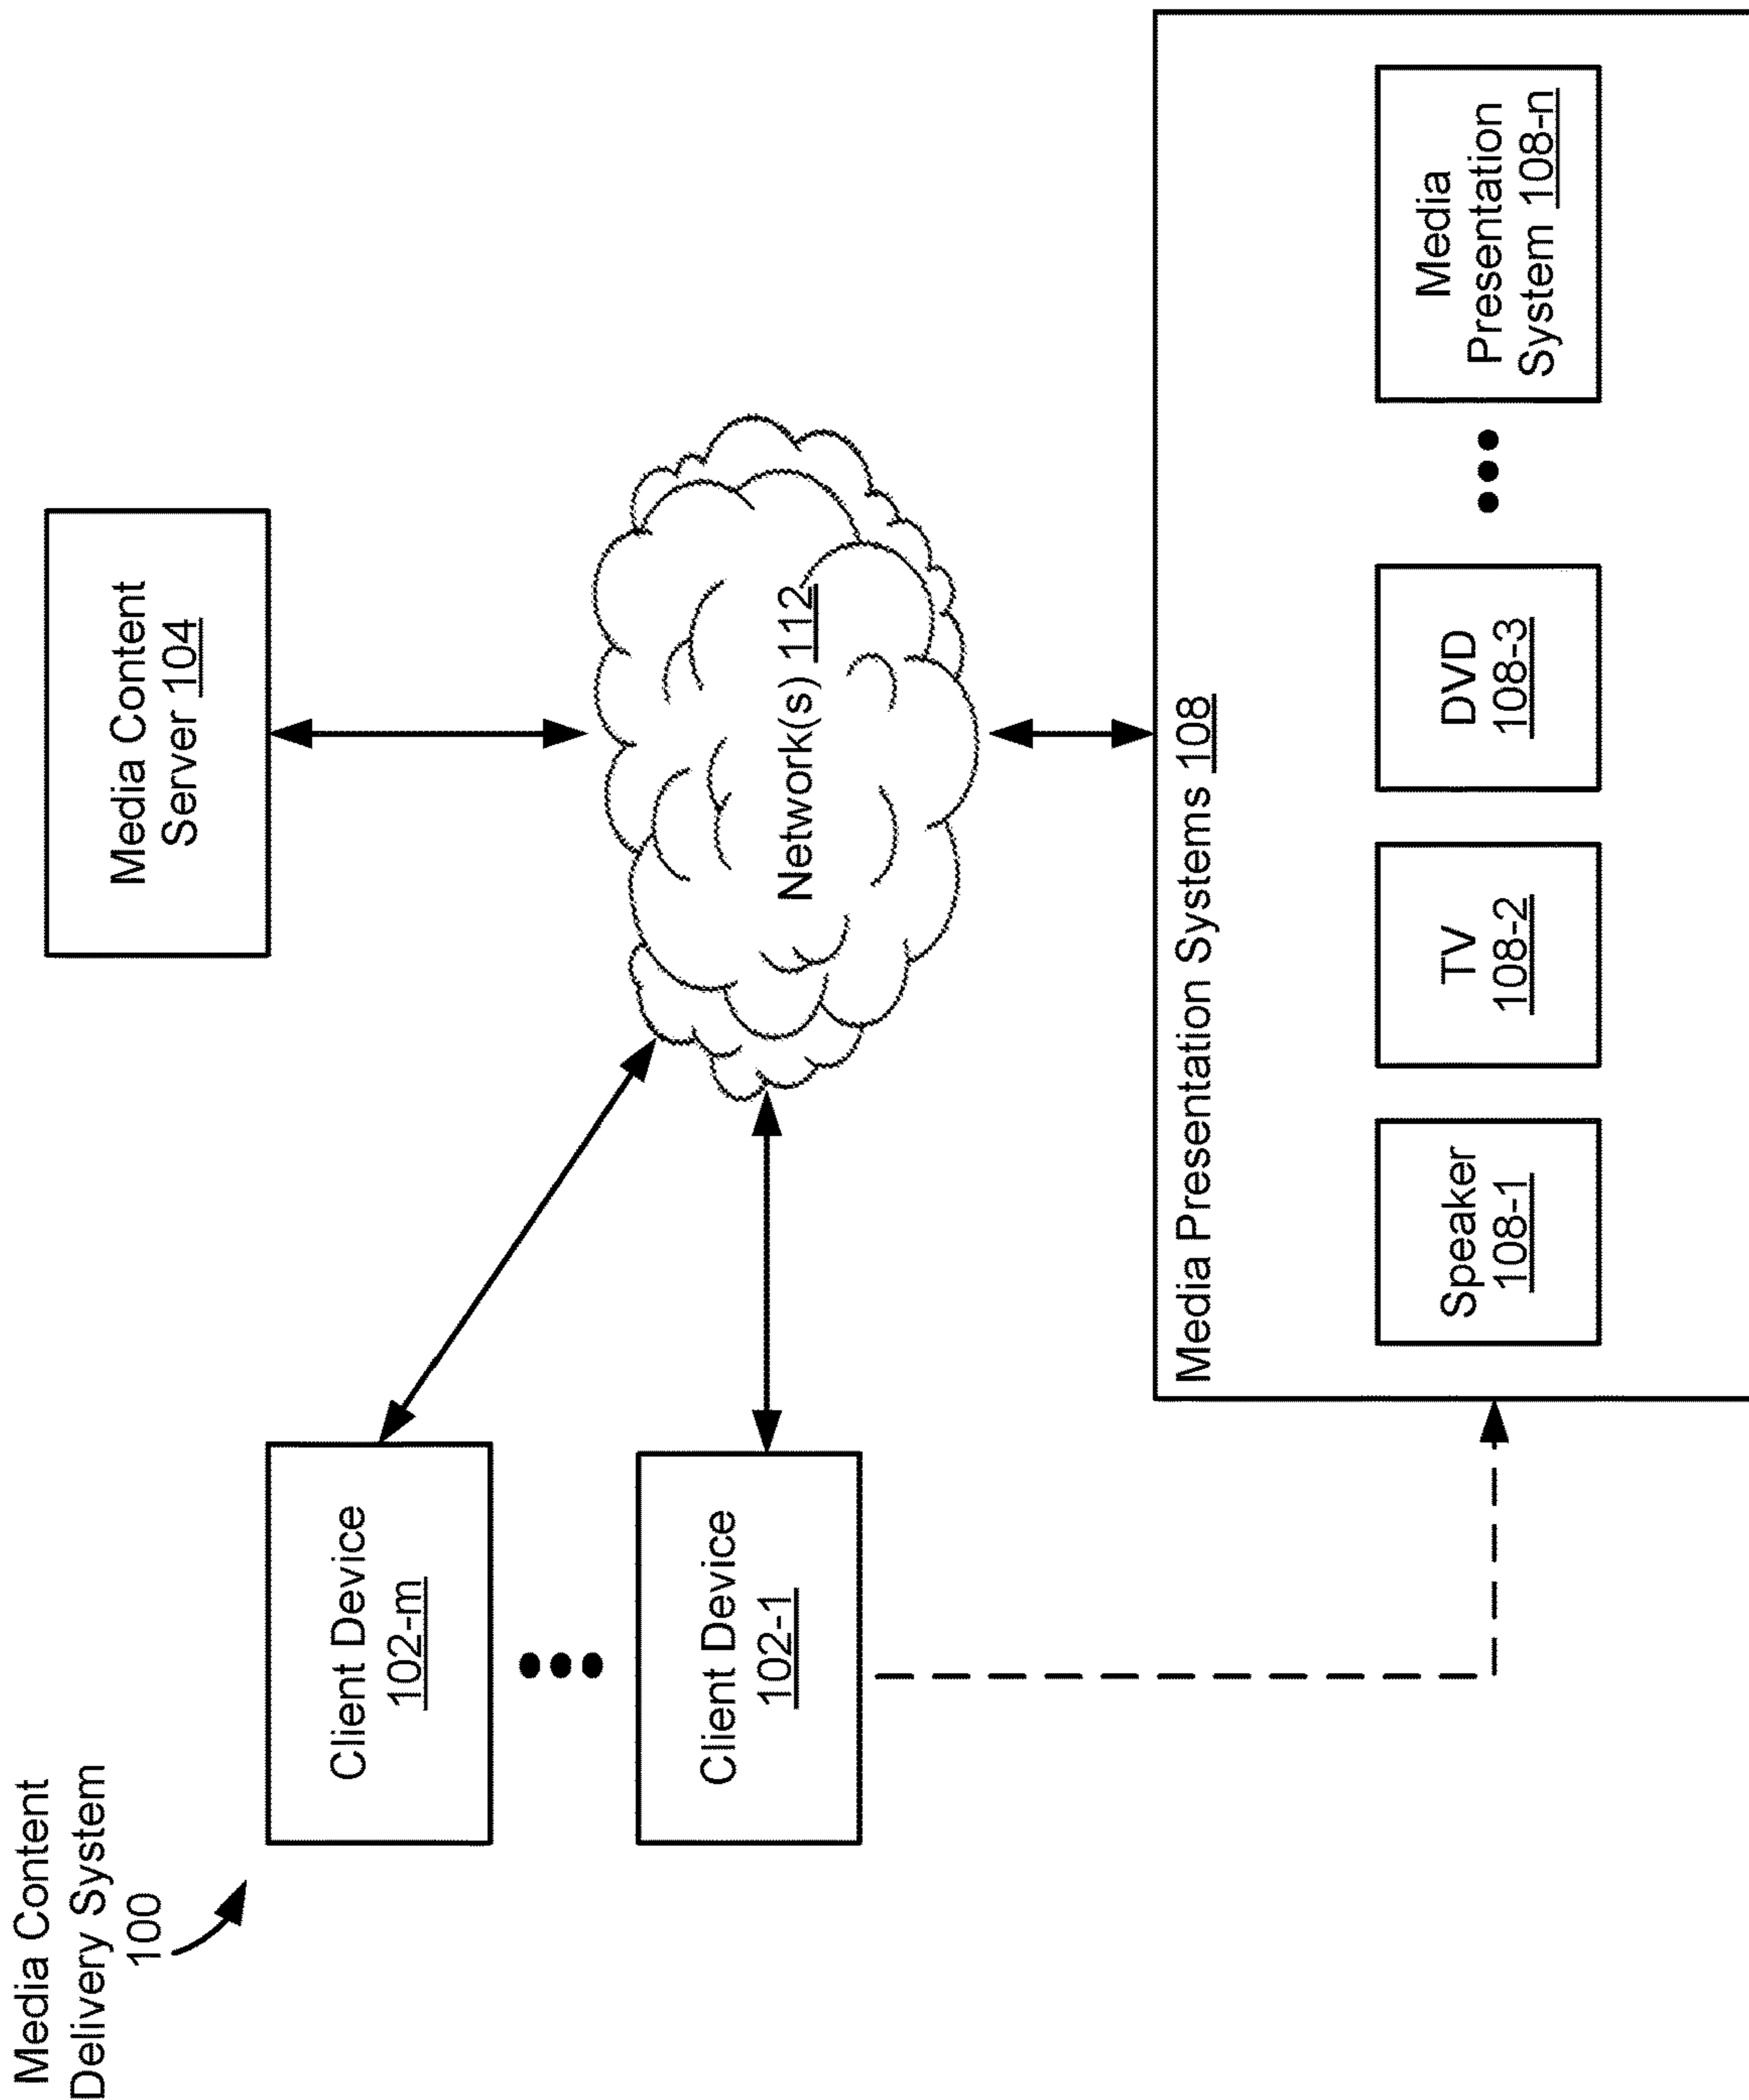 Media Content
Delivery System
100
Media Content
Server 104
Client Device
102-m
Client Device
102-1
Network(s) 112
Media Presentation Systems 108
Speaker
108-1
TV
108-2
DVD
108-3
Media
Presentation
System 108-n